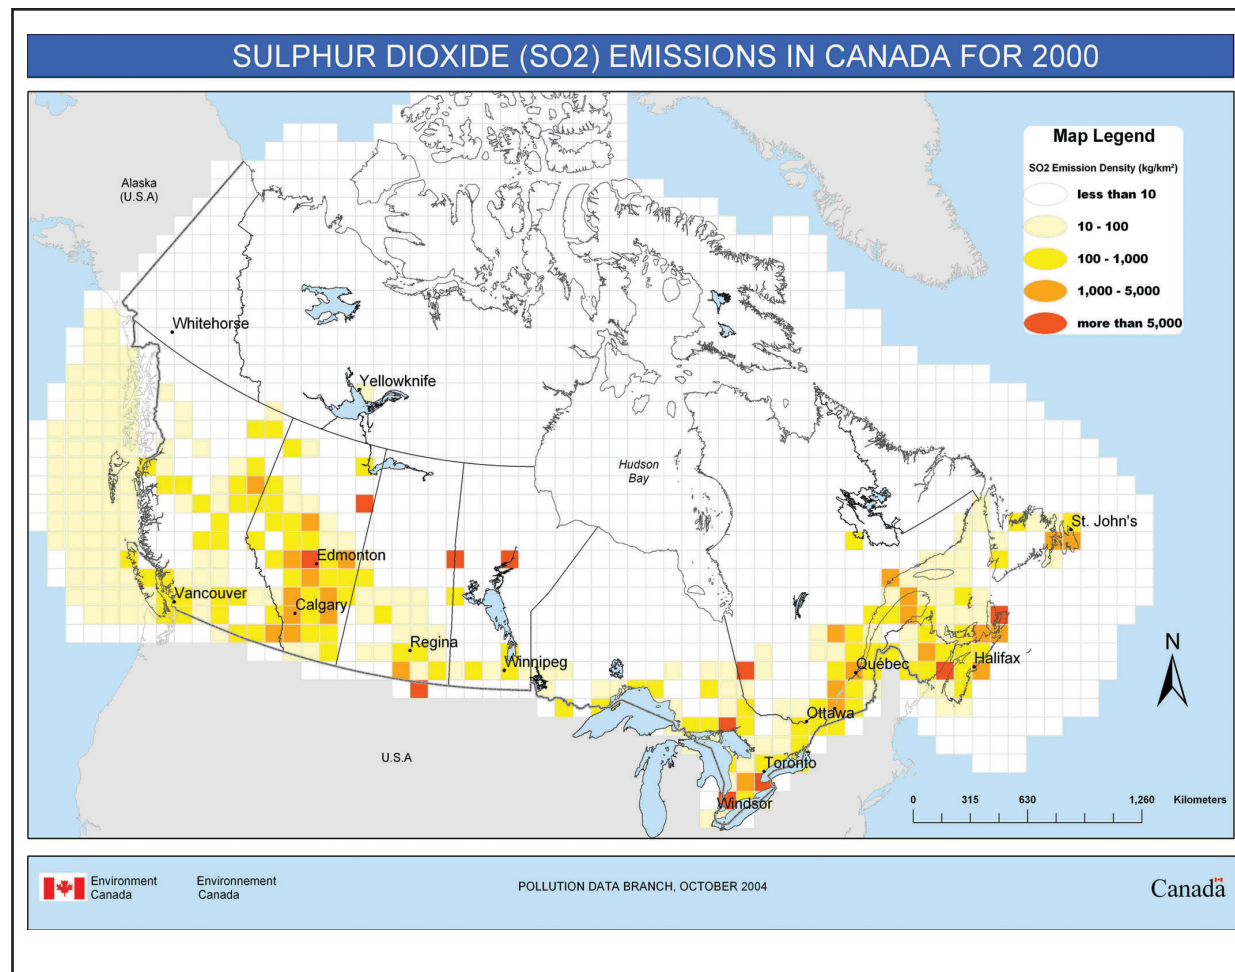 SULPHUR DIOXIDE (SO2) EMISSIONS IN CANADA FOR 2000
Map Legend
SO2 Emission Density (kg/km²)
less than 10
10 - 100
100 - 1,000
1,000 - 5,000
more than 5,000
Alaska
(U.S.A)
Whitehorse
Yellowknife
Hudson
Bay
St. John's
Edmonton
Vancouver
Calgary
Regina
Winnipeg
Québec
Halifax
N
Ottawa
U.S.A
Toronto
Windsor
0 315 630 1,260 Kilometers
Environment
Canada
Environnement
Canada
POLLUTION DATA BRANCH, OCTOBER 2004
Canada